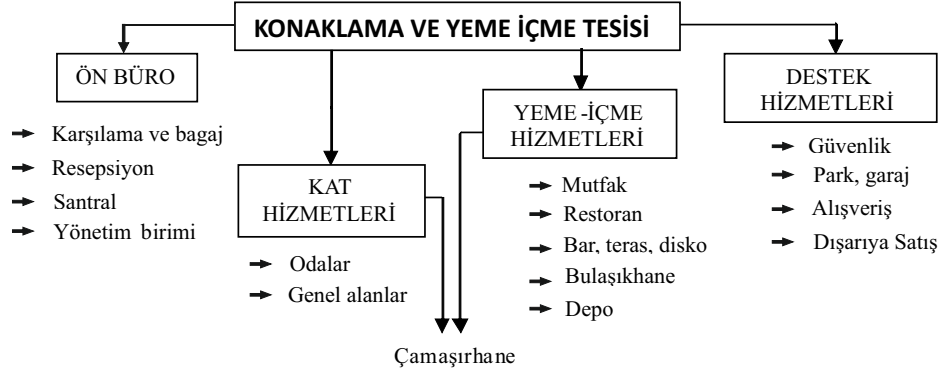 KONAKLAMA VE YEME İÇME TESİSİ
ÖN BÜRO
Karşılama ve bagaj
Resepsiyon
Santral
Yönetim birimi
KAT
HİZMETLERİ
Odalar
Genel alanlar
YEME-İÇME
HİZMETLERİ
Mutfak
Restoran
Bar, teras, disko
Bulaşıkhane
Depo
Çamaşırhane
DESTEK
HİZMETLERİ
Güvenlik
Park, garaj
Alışveriş
Dışarıya Satış